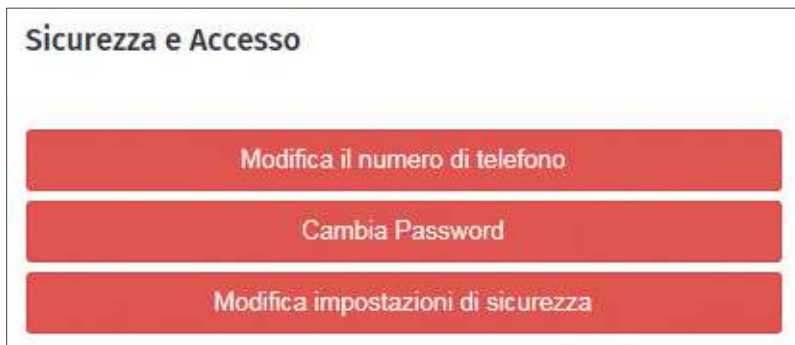 Sicurezza e Accesso
Modifica il numero di telefono
Cambia Password
Modifica impostazioni di sicurezza